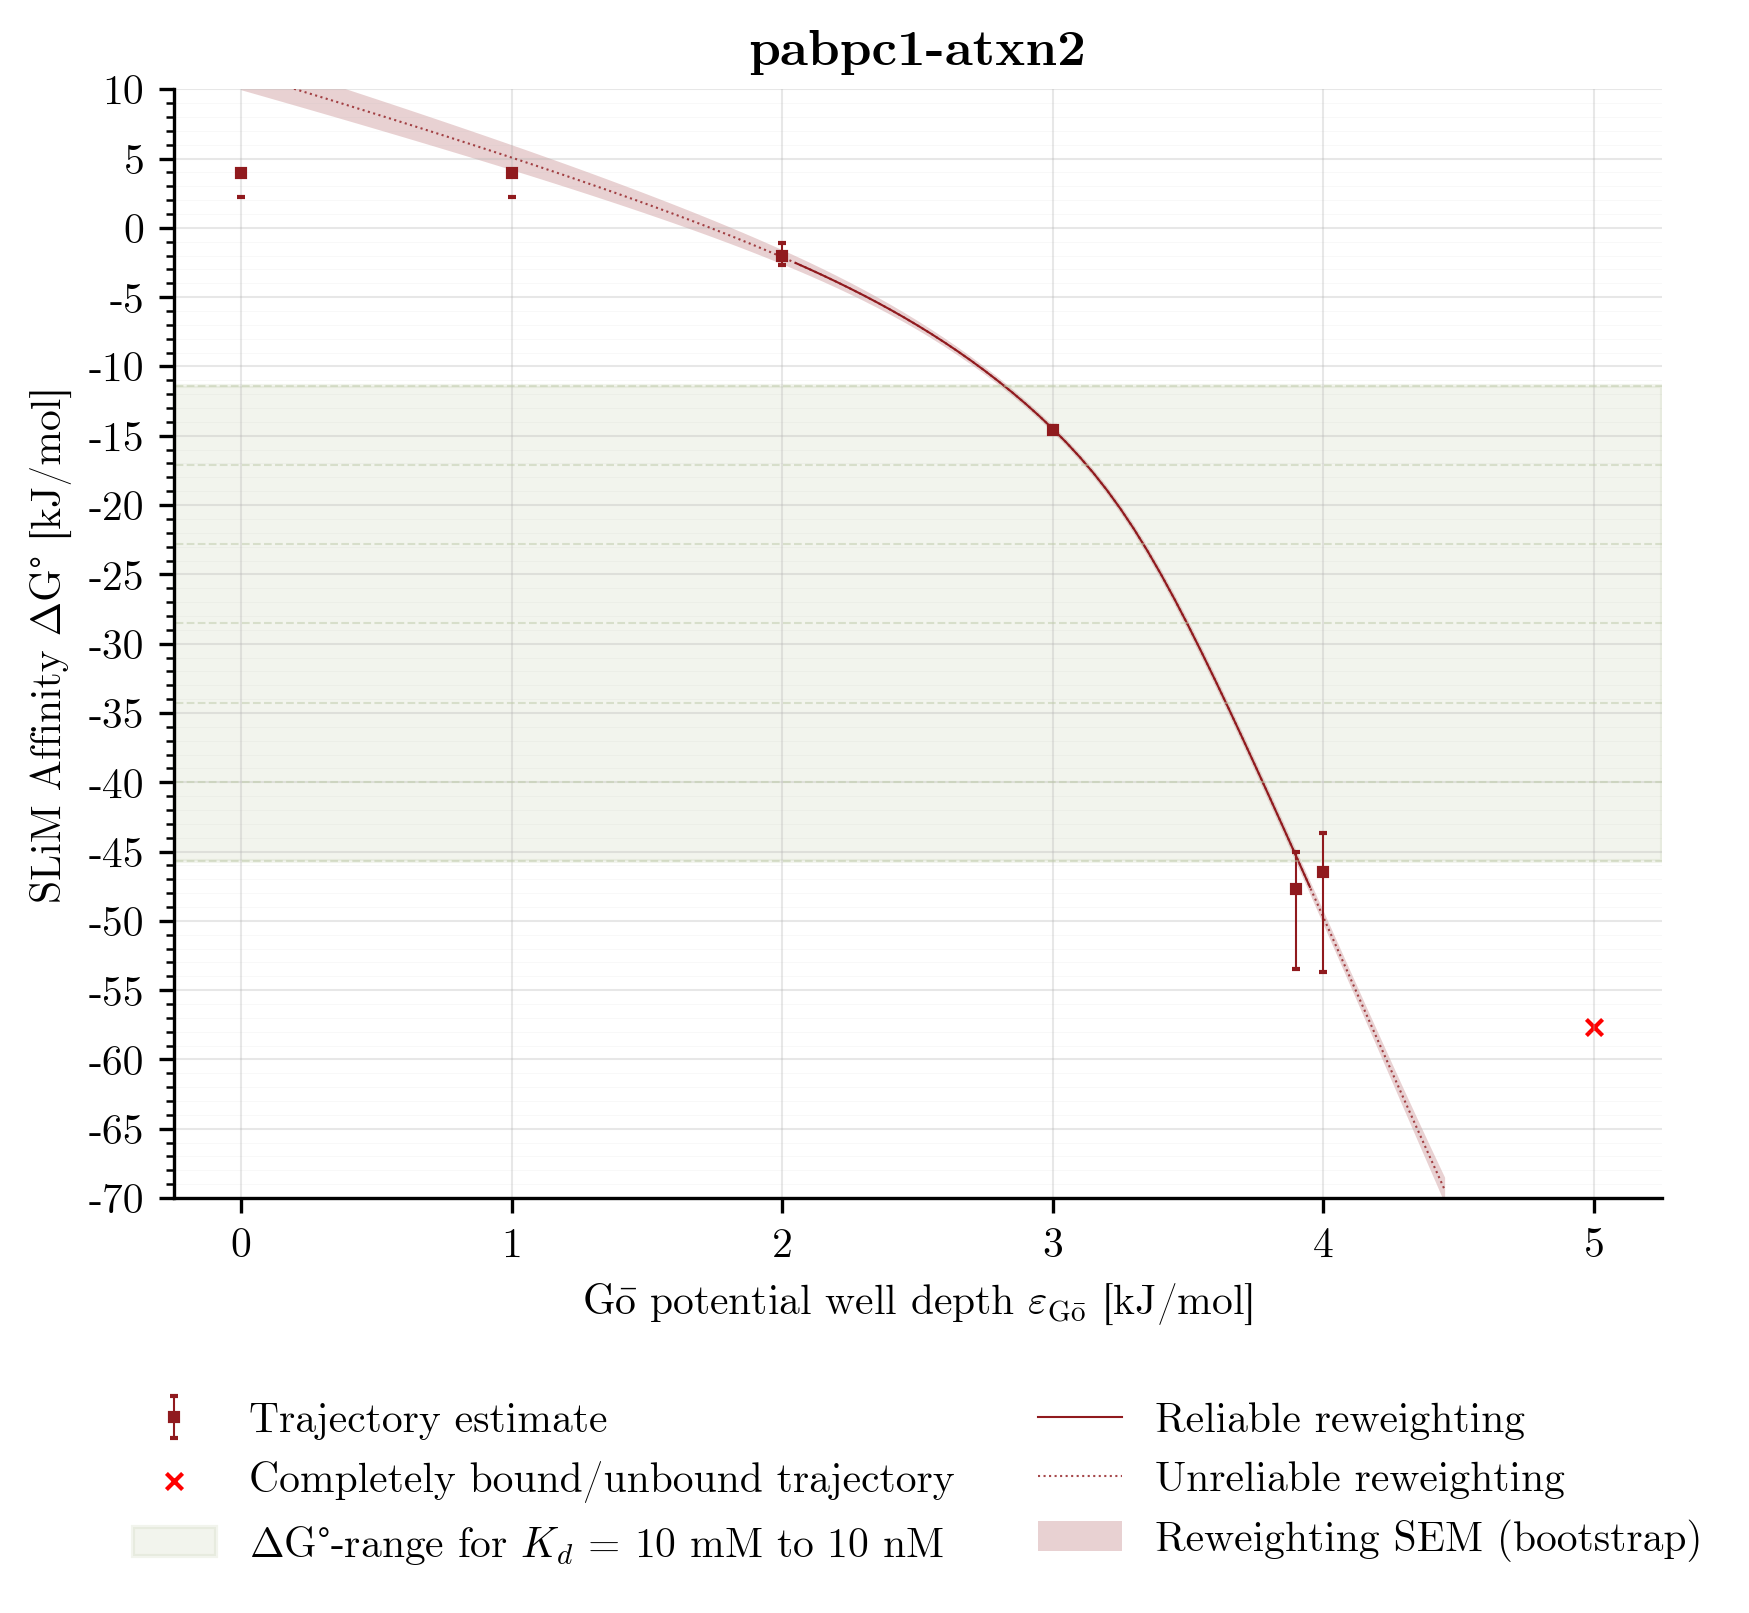 pabpc1-atxn2
SLiM Affinity ΔG° [kJ/mol]
10
5
0
-5
-10
-15
-20
-25
-30
-35
-40
-45
-50
-55
-60
-65
-70
0 1 2 3 4 5
Gō potential well depth ε_Gō [kJ/mol]
Trajectory estimate
Completely bound/unbound trajectory
ΔG°-range for K_d = 10 mM to 10 nM
Reliable reweighting
Unreliable reweighting
Reweighting SEM (bootstrap)